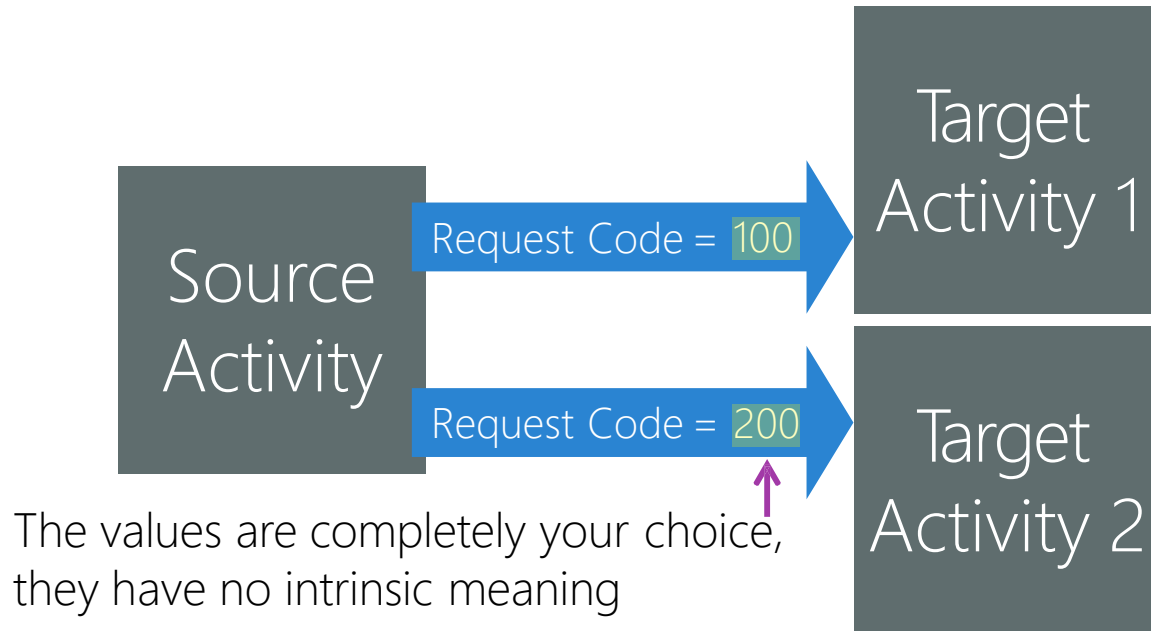 Source
Activity
Request Code = 100
Target
Activity 1
Request Code = 200
Target
Activity 2
The values are completely your choice,
they have no intrinsic meaning